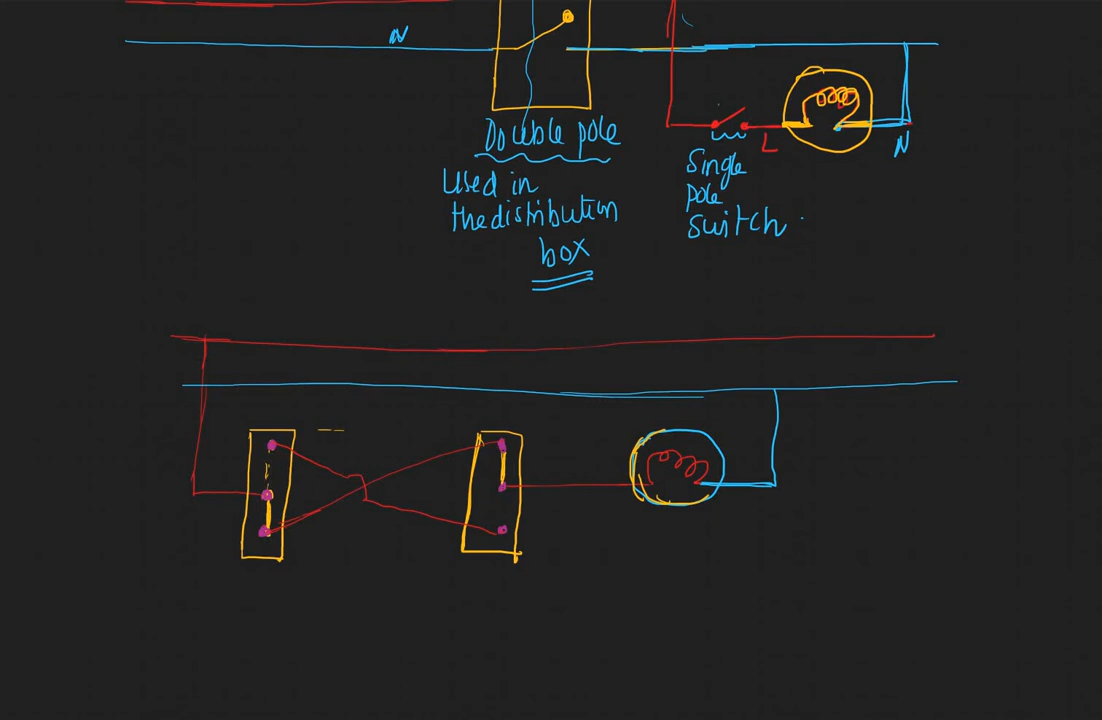 N
Double pole
Used in
the distribution
box
L
N
Single
pole
switch